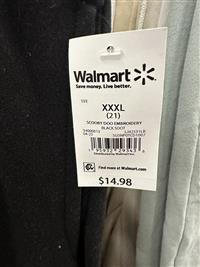 Walmart
Save money. Live better.
SIZE
XXXL
(21)
SCOOBY DOO EMBROIDERY
BLACK SOOT
Find more at Walmart.com
$14.98